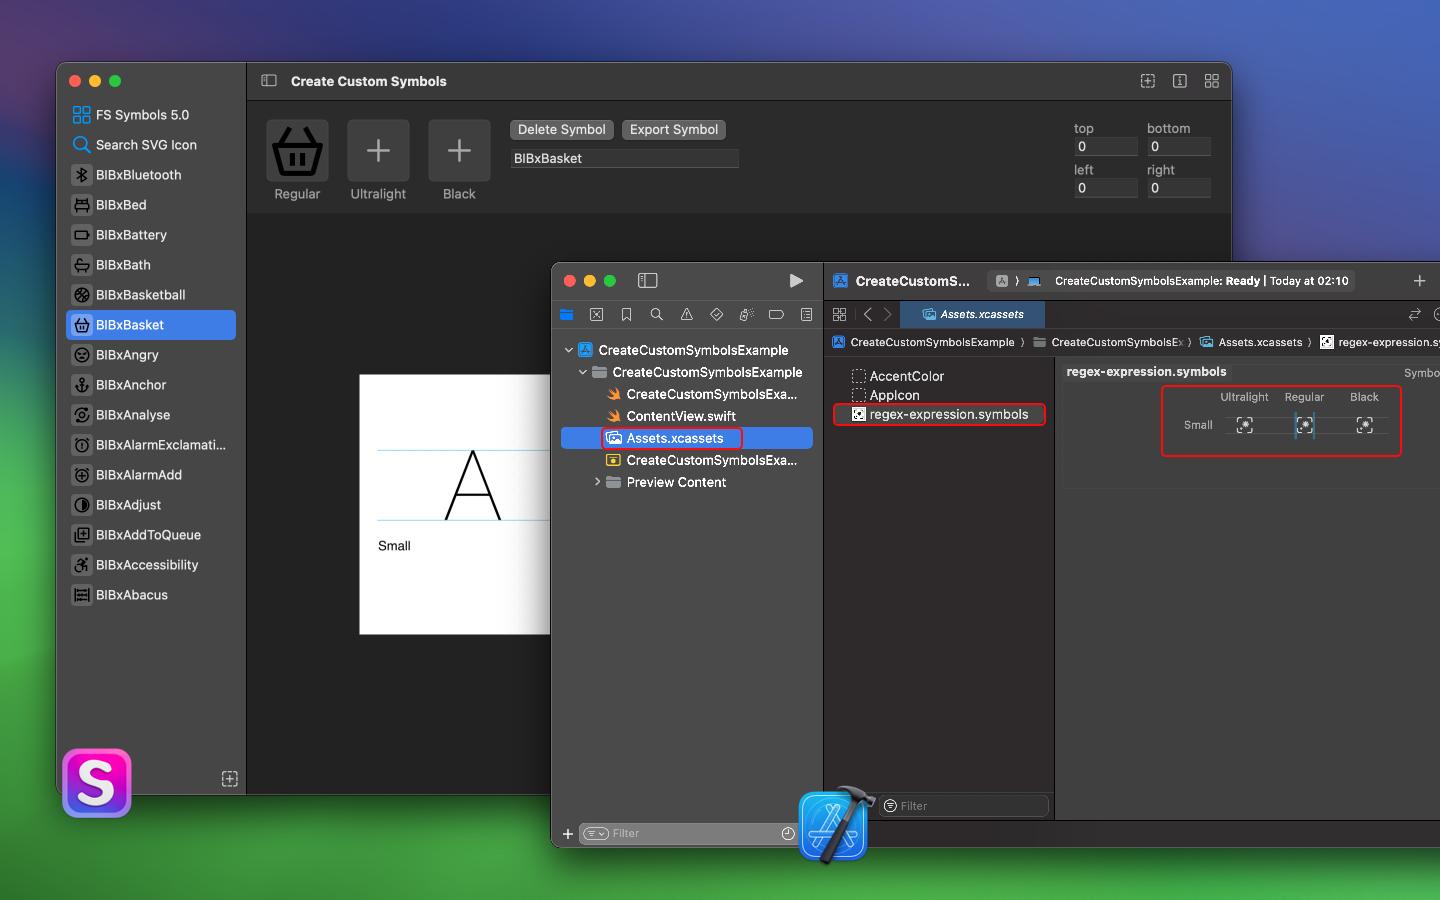 Create Custom Symbols
FS Symbols 5.0
Search SVG Icon
BIBxBluetooth
BIBxBed
BIBxBattery
BIBxBath
BIBxBasketball
BIBxBasket
BIBxAngry
BIBxAnchor
BIBxAnalyse
BIBxAlarmExclamati...
BIBxAlarmAdd
BIBxAdjust
BIBxAddToQueue
BIBxAccessibility
BIBxAbacus
S
Regular
Ultralight
Black
Delete Symbol
Export Symbol
BIBxBasket
top
bottom
0
0
left
right
0
0
A
Small
CreateCustomSymbolsExample
CreateCustomSymbolsExample
CreateCustomSymbolsExa...
ContentView.swift
Assets.xcassets
CreateCustomSymbolsExa...
Preview Content
Filter
CreateCustomS...
CreateCustomSymbolsExample: Ready | Today at 02:10
Assets.xcassets
CreateCustomSymbolsExample
CreateCustomSymbolsEx
Assets.xcassets
regex-expression.sy
AccentColor
AppIcon
regex-expression.symbols
Filter
regex-expression.symbols
Symbo
Ultralight
Regular
Black
Small